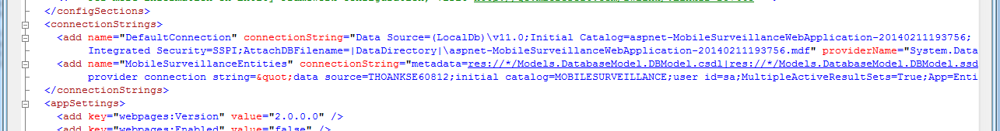 </configSections>
<connectionStrings>
<add name="DefaultConnection" connectionString="Data Source=(LocalDb)\v11.0;Initial Catalog=aspnet-MobileSurveillanceWebApplication-20140211193756;
Integrated Security=SSPI;AttachDBFilename=|DataDirectory|\aspnet-MobileSurveillanceWebApplication-20140211193756.mdf" providerName="System.Data
<add name="MobileSurveillanceEntities" connectionString="metadata=res://*/Models.DatabaseModel.DBModel.csdl|res://*/Models.DatabaseModel.DBModel.ssd
provider connection string=&quot;data source=THOANKSE60812;initial catalog=MOBILESURVEILLANCE;user id=sa;MultipleActiveResultSets=True;App=Enti
</connectionStrings>
<appSettings>
<add key="webpages:Version" value="2.0.0.0" />
<add key="webpages:Enabled" value="false" />